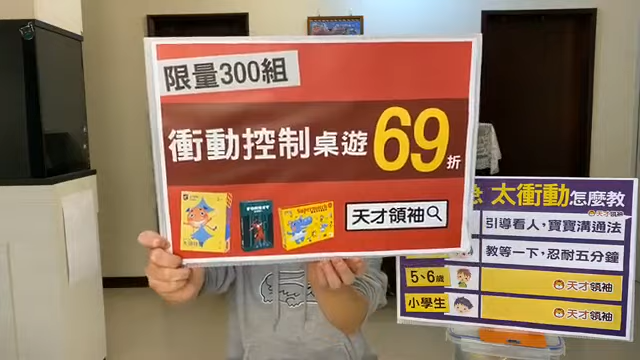 限量300組
衝動控制桌遊69折
天才領袖
太衝動怎麼教
天才領袖
引導看人，寶寶溝通法
教等一下，忍耐五分鐘
5、6歲
天才領袖
小學生
天才領袖